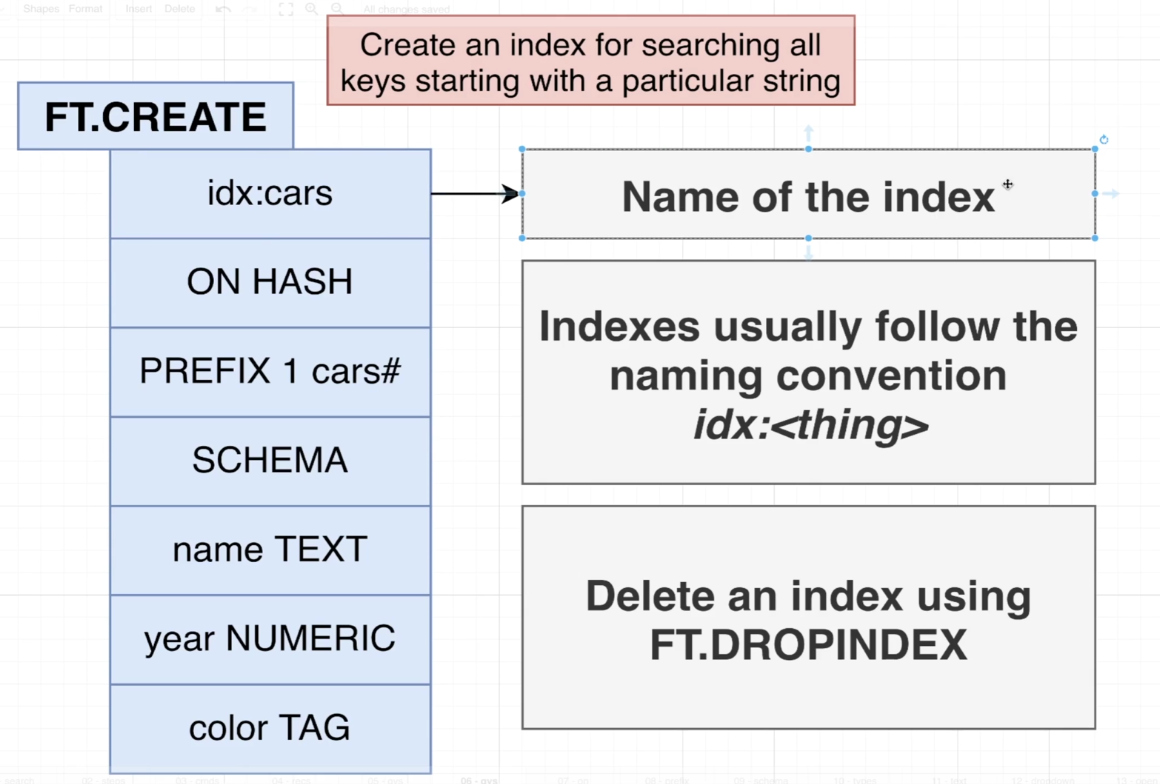 Shapes Format Insert Delete All changes saved
Create an index for searching all
keys starting with a particular string
FT.CREATE
idx:cars
Name of the index
ON HASH
Indexes usually follow the
naming convention
idx:<thing>
PREFIX 1 cars#
SCHEMA
name TEXT
Delete an index using
FT.DROPINDEX
year NUMERIC
color TAG